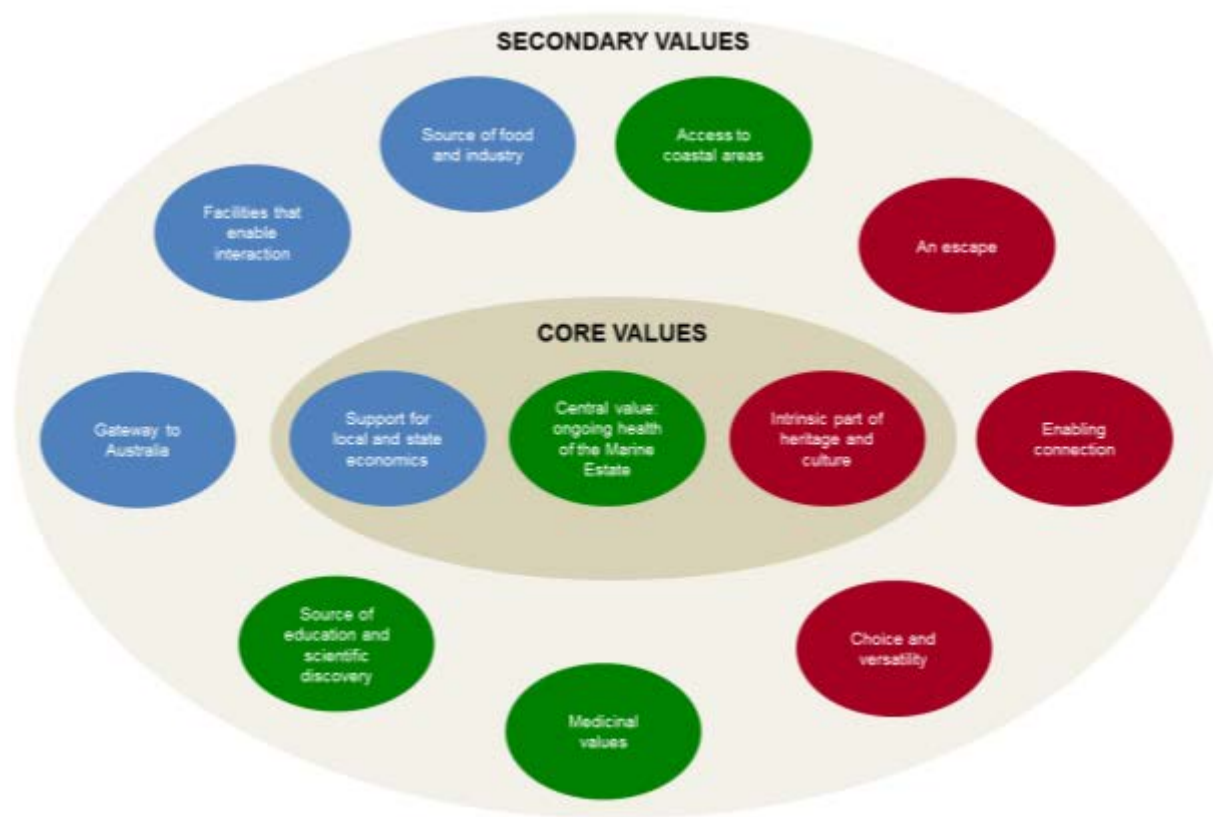 SECONDARY VALUES
Source of food
and industry
Access to
coastal areas
Facilities that
enable
interaction
An escape
CORE VALUES
Gateway to
Australia
Support for
local and state
economics
Central value:
ongoing health
of the Marine
Estate
Intrinsic part of
heritage and
culture
Enabling
connection
Source of
education and
scientific
discovery
Choice and
versatility
Medicinal
values